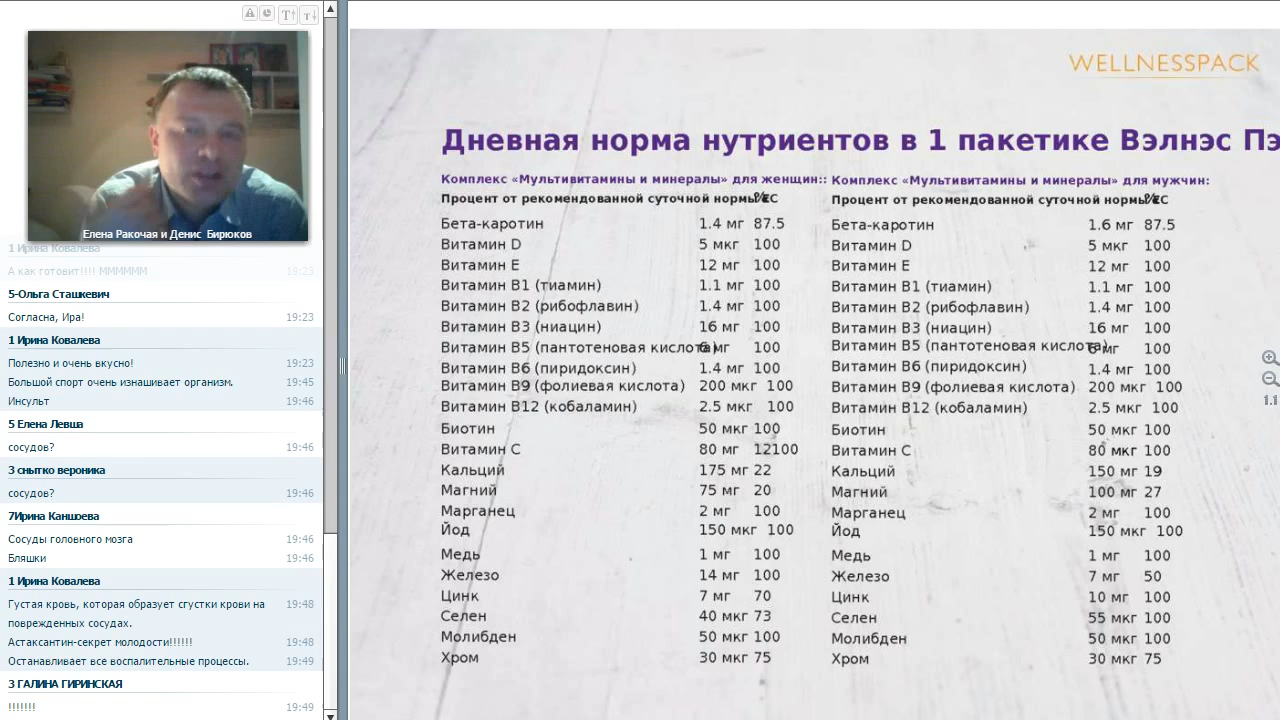 Елена Ракочая и Денис Бирюков
1 Ирина Ковалева
А как готовит!!!! МММММM 19:23
5-Ольга Сташкевич
Согласна, Ира! 19:23
1 Ирина Ковалева
Полезно и очень вкусно! 19:23
Большой спорт очень изнашивает организм. 19:45
Инсульт 19:46
5 Елена Левша
сосудов? 19:46
3 снытко вероника
сосудов? 19:46
7Ирина Каншоева
Сосуды головного мозга 19:46
Бляшки 19:46
1 Ирина Ковалева
Густая кровь, которая образует сгустки крови на 19:48
поврежденных сосудах.
Астаксантин-секрет молодости!!!!!! 19:48
Останавливает все воспалительные процессы. 19:49
3 ГАЛИНА ГИРИНСКАЯ
!!!!!!! 19:49
WELLNESSPACK
Дневная норма нутриентов в 1 пакетике Вэлнэс Пэ
Комплекс «Мультивитамины и минералы» для женщин::
Процент от рекомендованной суточной нормы ЕС %
Бета-каротин 1.4 мг 87.5
Витамин D 5 мкг 100
Витамин E 12 мг 100
Витамин B1 (тиамин) 1.1 мг 100
Витамин B2 (рибофлавин) 1.4 мг 100
Витамин B3 (ниацин) 16 мг 100
Витамин B5 (пантотеновая кислота) 6 мг 100
Витамин B6 (пиридоксин) 1.4 мг 100
Витамин B9 (фолиевая кислота) 200 мкг 100
Витамин B12 (кобаламин) 2.5 мкг 100
Биотин 50 мкг 100
Витамин C 80 мг 12100
Кальций 175 мг 22
Магний 75 мг 20
Марганец 2 мг 100
Йод 150 мкг 100
Медь 1 мг 100
Железо 14 мг 100
Цинк 7 мг 70
Селен 40 мкг 73
Молибден 50 мкг 100
Хром 30 мкг 75
Комплекс «Мультивитамины и минералы» для мужчин:
Процент от рекомендованной суточной нормы ЕС %
Бета-каротин 1.6 мг 87.5
Витамин D 5 мкг 100
Витамин E 12 мг 100
Витамин B1 (тиамин) 1.1 мг 100
Витамин B2 (рибофлавин) 1.4 мг 100
Витамин B3 (ниацин) 16 мг 100
Витамин B5 (пантотеновая кислота) 6 мг 100
Витамин B6 (пиридоксин) 1.4 мг 100
Витамин B9 (фолиевая кислота) 200 мкг 100
Витамин B12 (кобаламин) 2.5 мкг 100
Биотин 50 мкг 100
Витамин C 80 мкг 100
Кальций 150 мг 19
Магний 100 мг 27
Марганец 2 мг 100
Йод 150 мкг 100
Медь 1 мг 100
Железо 7 мг 50
Цинк 10 мг 100
Селен 55 мкг 100
Молибден 50 мкг 100
Хром 30 мкг 75
1.1